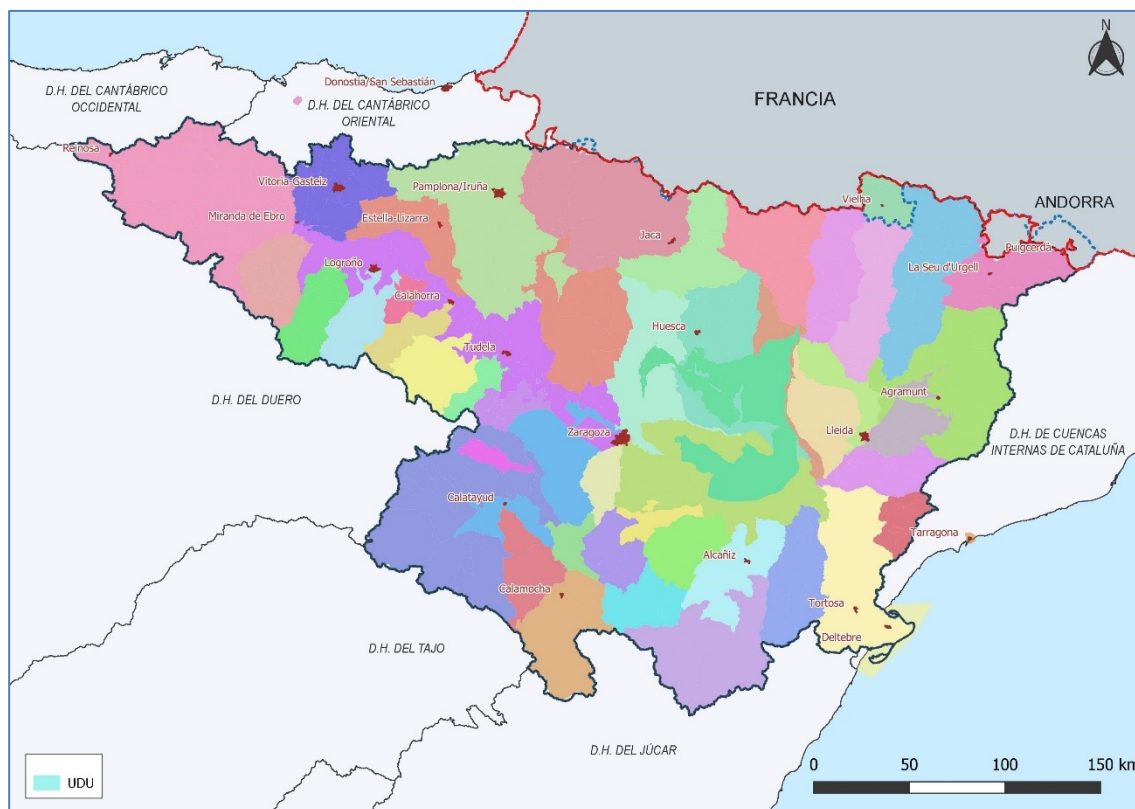 N
Donostia/San Sebastián
D.H. DEL CANTÁBRICO
OCCIDENTAL
D.H. DEL CANTÁBRICO
ORIENTAL
FRANCIA
Reinosa
Vitoria-Gasteiz
Pamplona/Iruña
Vielha
ANDORRA
Miranda de Ebro
Estella-Lizarra
Jaca
Puigcerdà
Logroño
La Seu d'Urgell
Calahorra
Huesca
Tudela
Agramunt
D.H. DEL DUERO
Zaragoza
Lleida
D.H. DE CUENCAS
INTERNAS DE CATALUÑA
Calatayud
Tarragona
Alcañiz
Calamocha
Tortosa
Deltebre
D.H. DEL TAJO
D.H. DEL JÚCAR
UDU
0 50 100 150 km